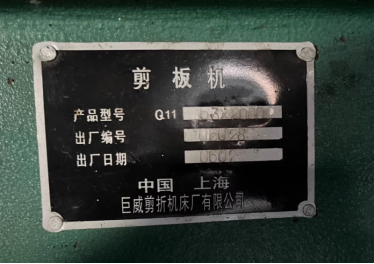 剪板机
产品型号 Q11
出厂编号
出厂日期
中国 上海
巨威剪折机床厂有限公司